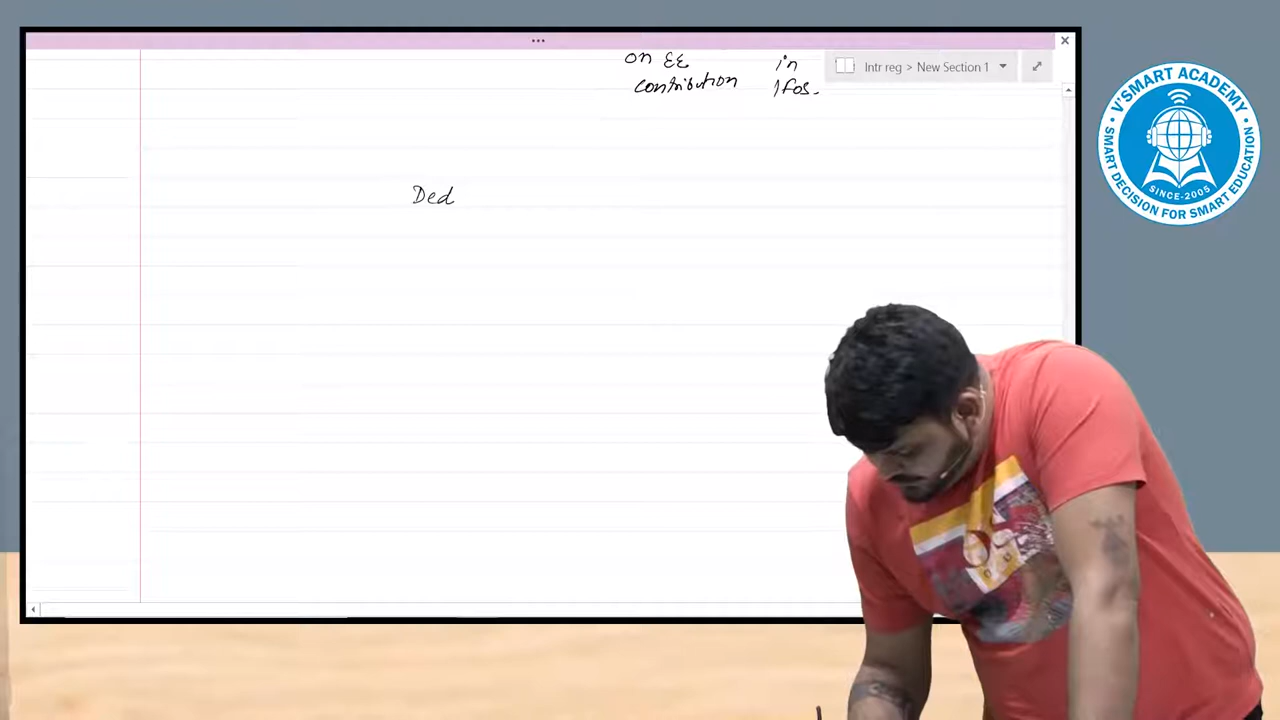 on EE in
contribution IFOS.
Intr reg > New Section 1
Ded
V'SMART ACADEMY
SINCE-2005
SMART DECISION FOR SMART EDUCATION